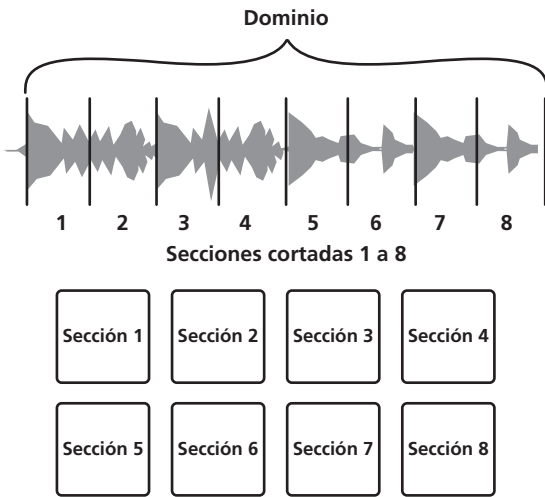 Dominio
1 2 3 4 5 6 7 8
Secciones cortadas 1 a 8
Sección 1 Sección 2 Sección 3 Sección 4
Sección 5 Sección 6 Sección 7 Sección 8